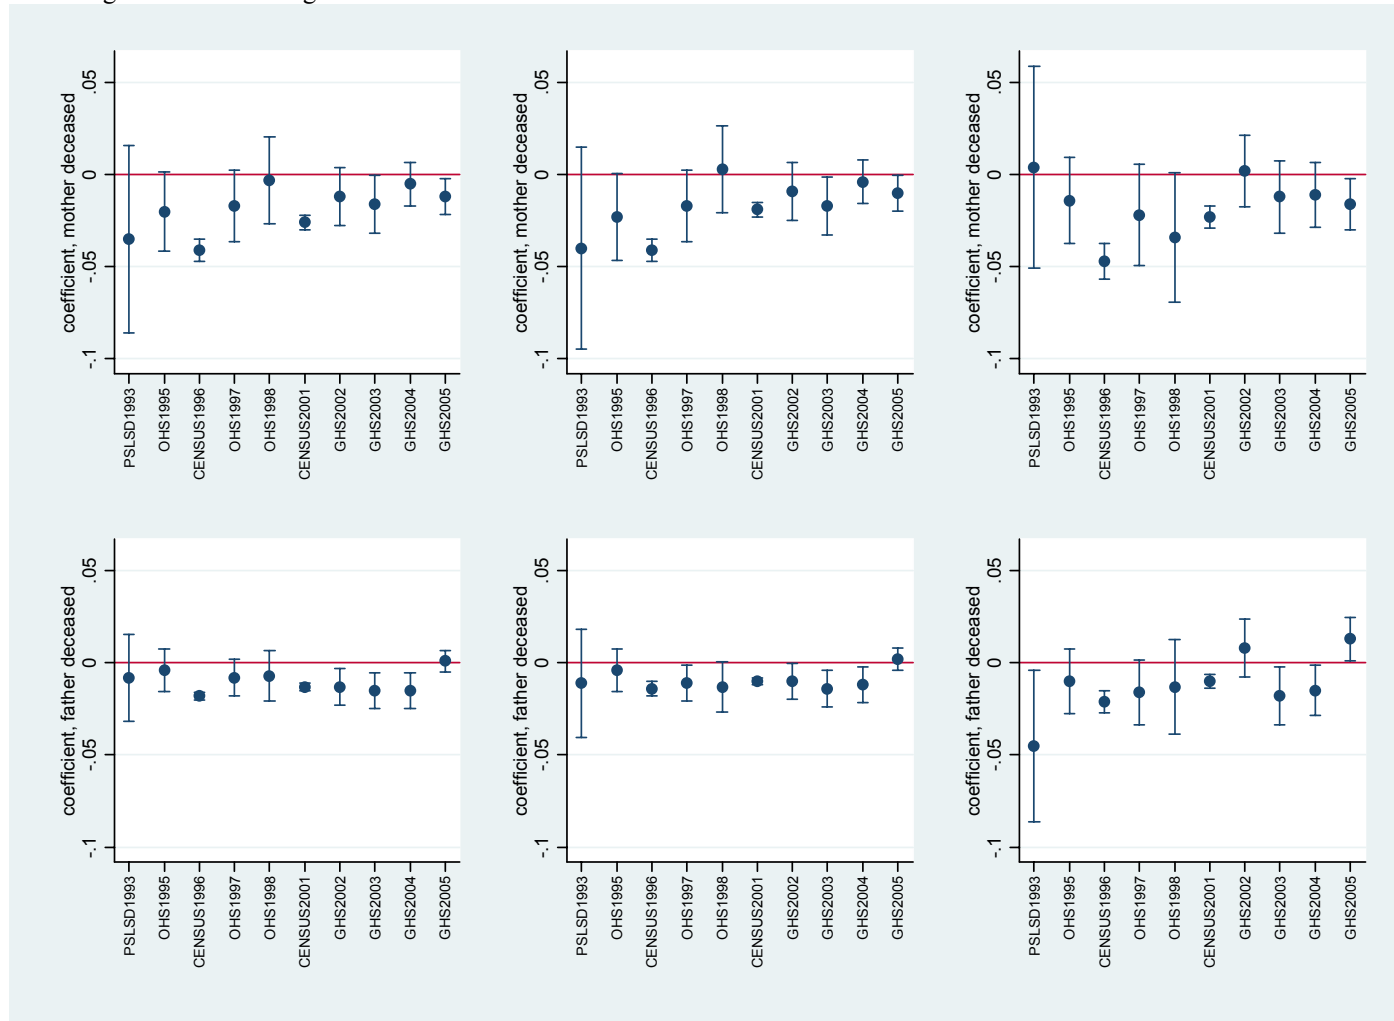 .05
0
-.05
-.1
coefficient, mother deceased
PSLSD1993
OHS1995
CENSUS1996
OHS1997
OHS1998
CENSUS2001
GHS2002
GHS2003
GHS2004
GHS2005
.05
0
-.05
-.1
coefficient, mother deceased
PSLSD1993
OHS1995
CENSUS1996
OHS1997
OHS1998
CENSUS2001
GHS2002
GHS2003
GHS2004
GHS2005
.05
0
-.05
-.1
coefficient, mother deceased
PSLSD1993
OHS1995
CENSUS1996
OHS1997
OHS1998
CENSUS2001
GHS2002
GHS2003
GHS2004
GHS2005
.05
0
-.05
-.1
coefficient, father deceased
PSLSD1993
OHS1995
CENSUS1996
OHS1997
OHS1998
CENSUS2001
GHS2002
GHS2003
GHS2004
GHS2005
.05
0
-.05
-.1
coefficient, father deceased
PSLSD1993
OHS1995
CENSUS1996
OHS1997
OHS1998
CENSUS2001
GHS2002
GHS2003
GHS2004
GHS2005
.05
0
-.05
-.1
coefficient, father deceased
PSLSD1993
OHS1995
CENSUS1996
OHS1997
OHS1998
CENSUS2001
GHS2002
GHS2003
GHS2004
GHS2005